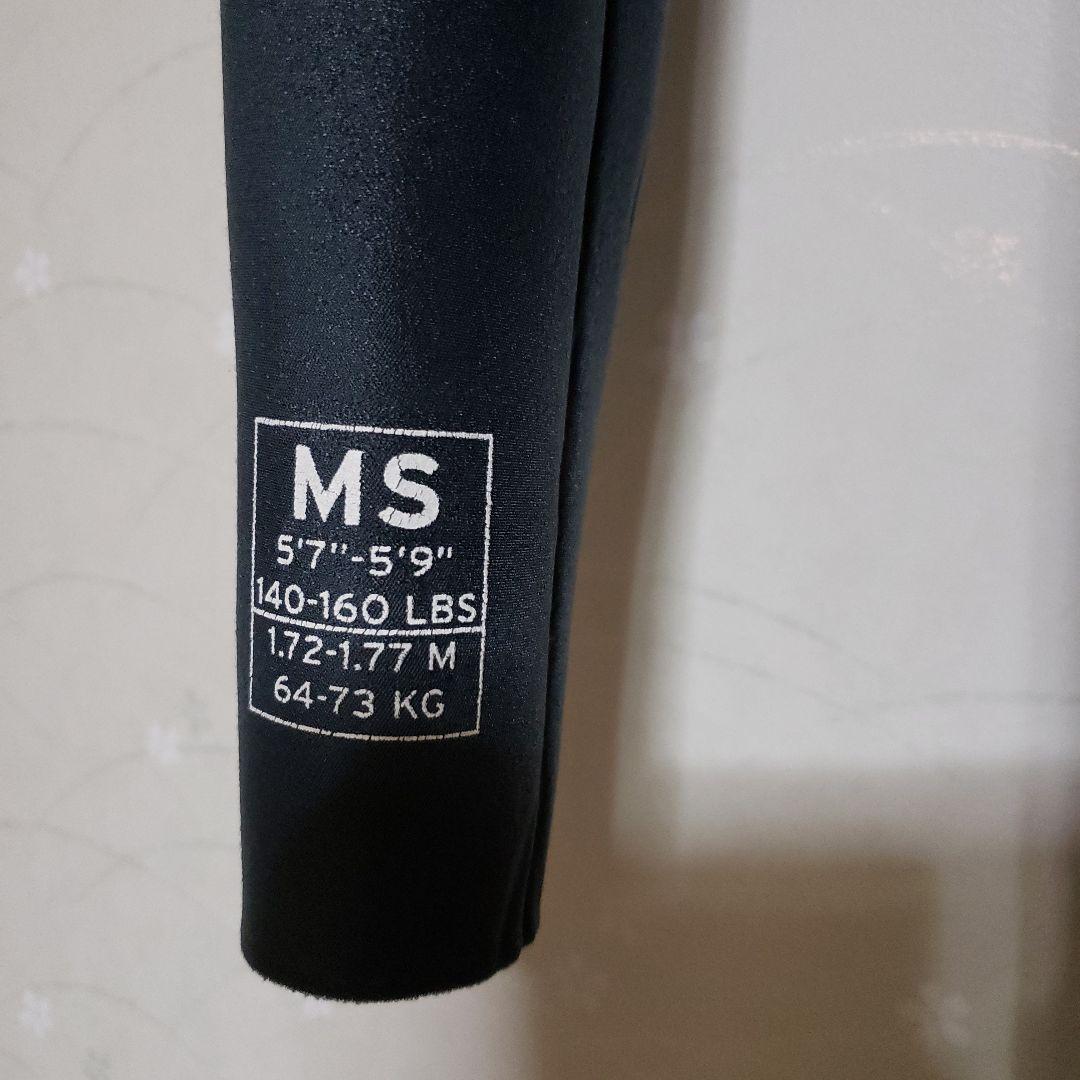 MS
5'7"-5'9"
140-160 LBS
1.72-1.77 M
64-73 KG